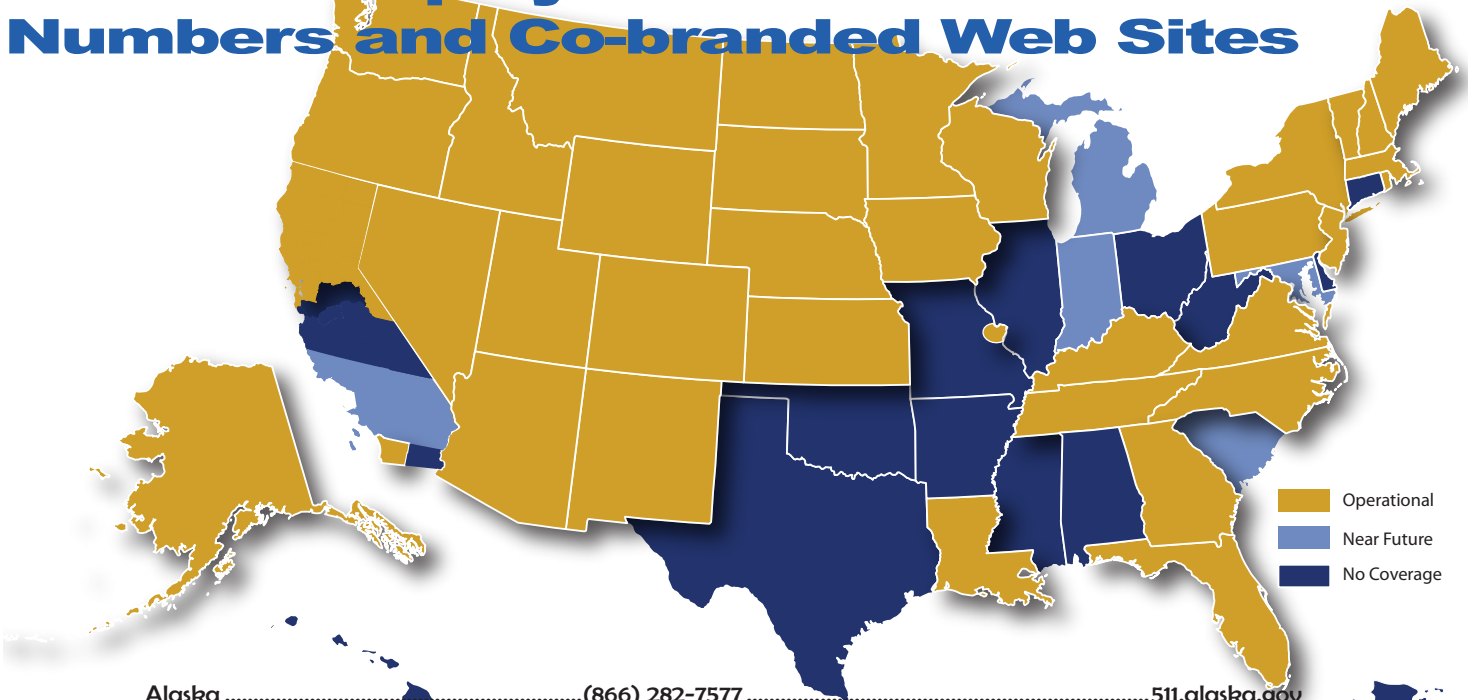 Numbers and Co-branded Web Sites
Operational
Near Future
No Coverage
Alaska (866) 282-7577 511.alaska.gov